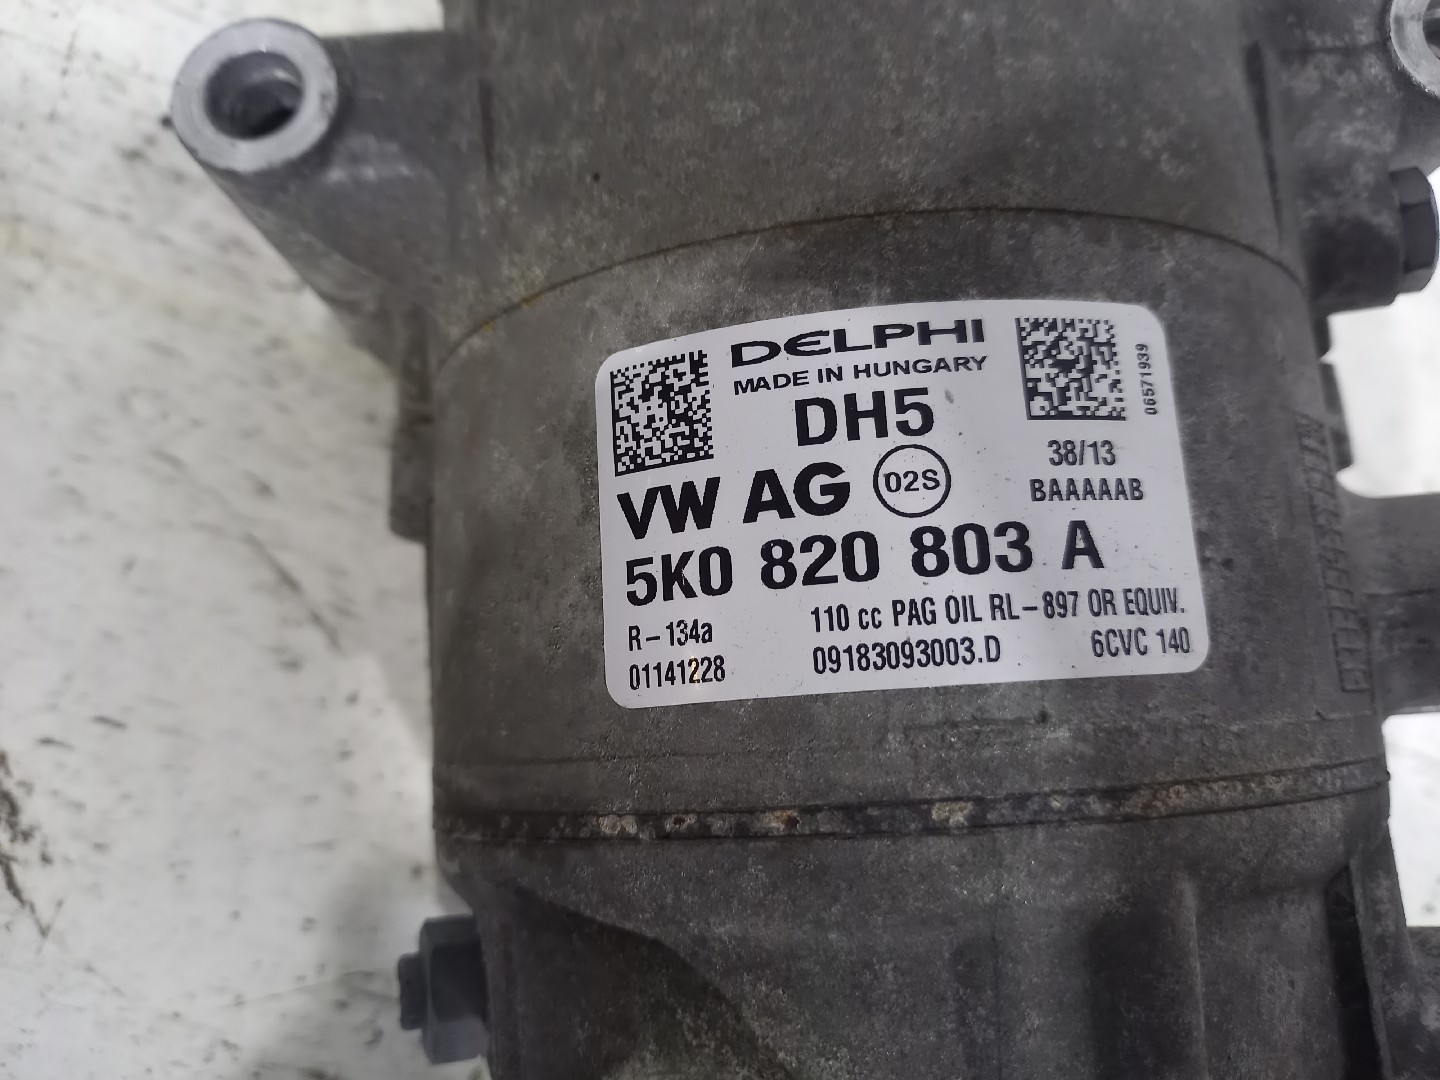 DELPHI
MADE IN HUNGARY
DH5
06571939
38/13
VW AG 02S BAAAAAB
5K0 820 803 A
R-134a 110 cc PAG OIL RL-897 OR EQUIV.
01141228 09183093003.D 6CVC 140